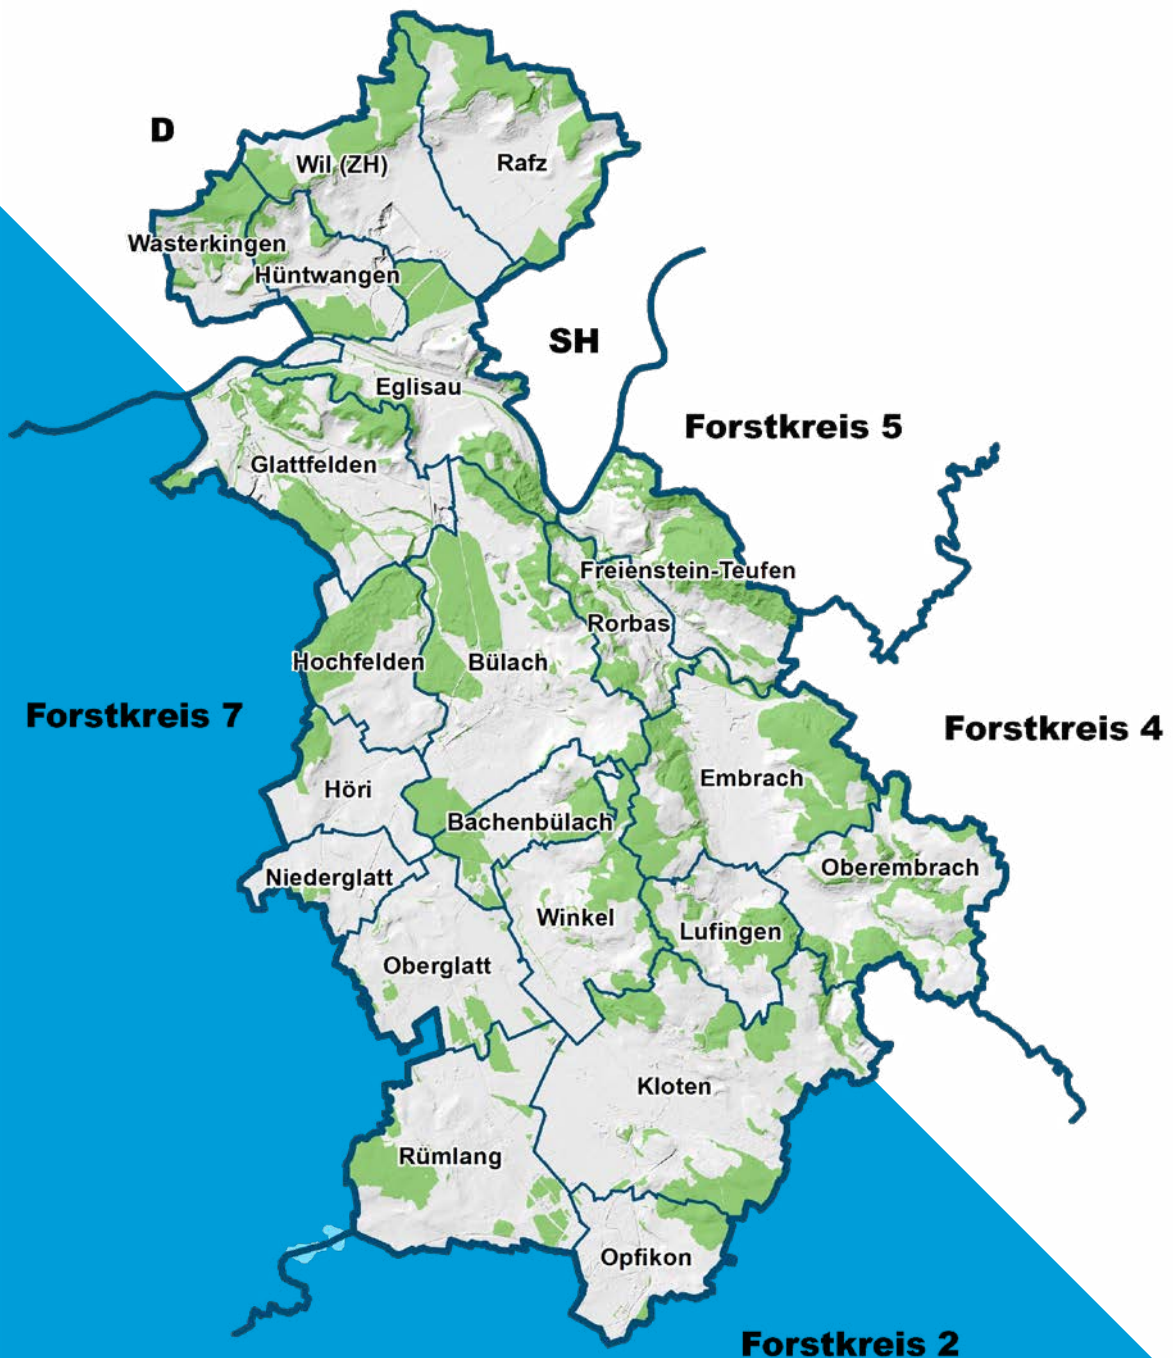 D
Wil (ZH)
Rafz
Wasterkingen
Hüntwangen
SH
Eglisau
Forstkreis 5
Glattfelden
Freienstein-Teufen
Rorbas
Hochfelden
Bülach
Forstkreis 7
Forstkreis 4
Embrach
Höri
Bachenbülach
Oberembrach
Niederglatt
Winkel
Lufingen
Oberglatt
Kloten
Rümlang
Opfikon
Forstkreis 2